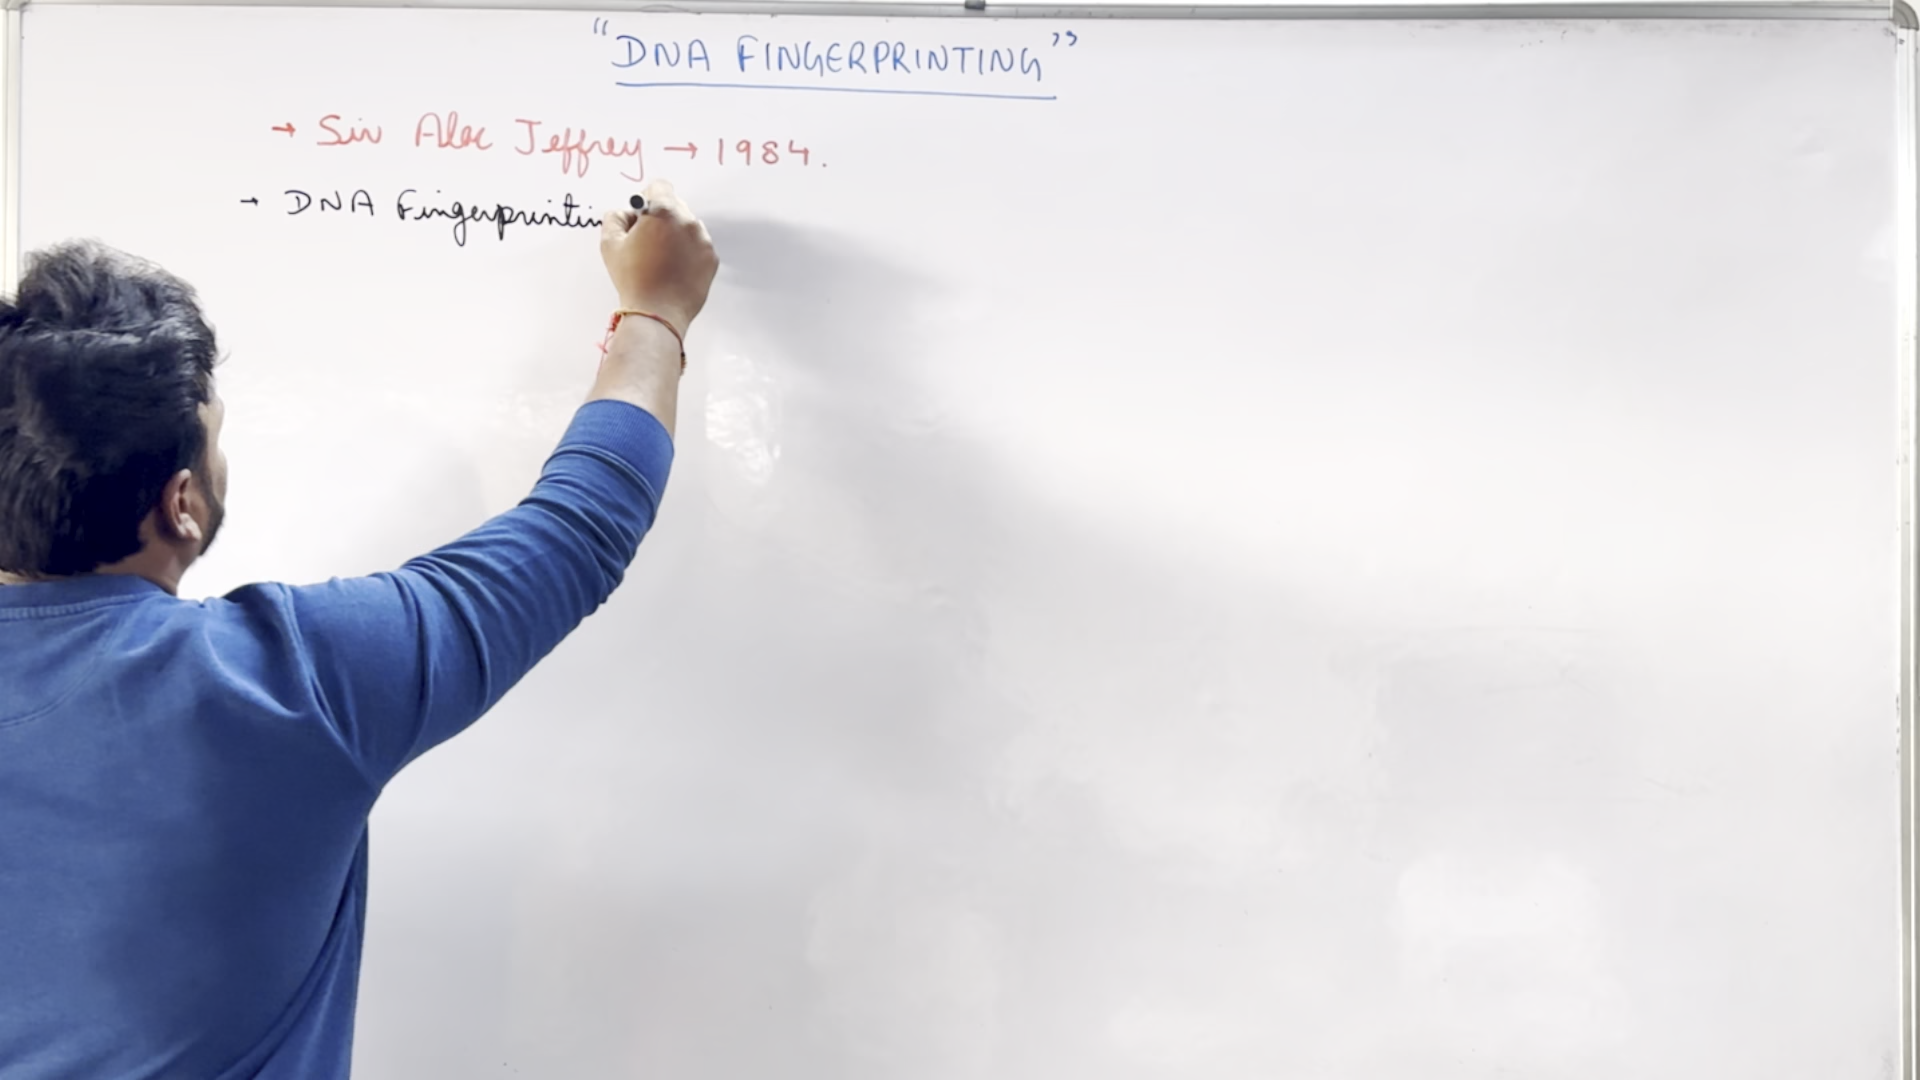 "DNA FINGERPRINTING"
→ Sir Alec Jeffrey → 1984.
→ DNA Fingerprintin